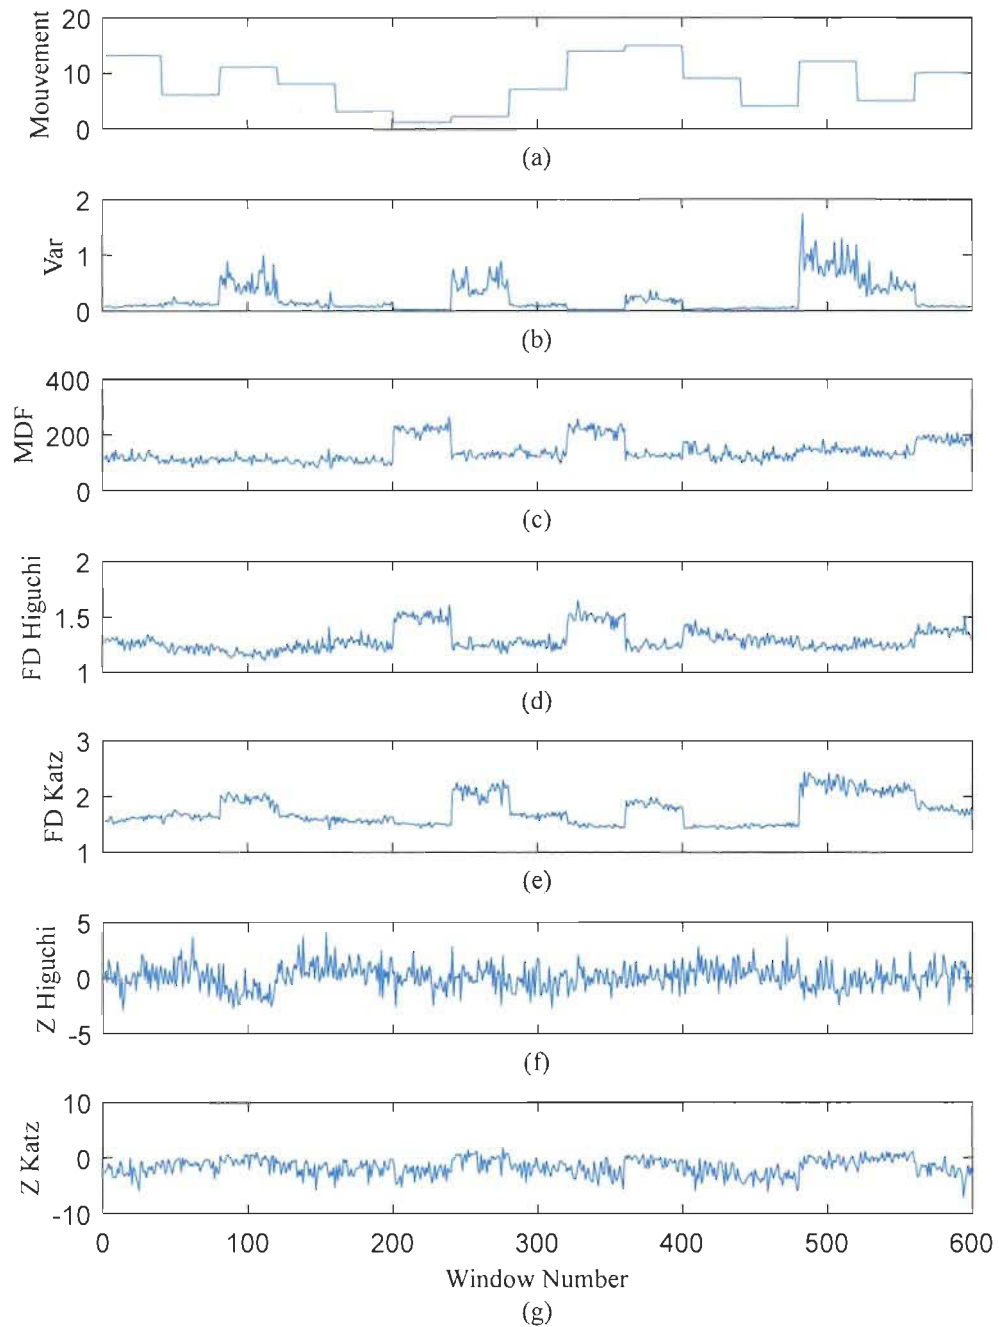 20
10
0
Mouvement
(a)
2
1
0
Var
(b)
400
200
0
MDF
(c)
2
1.5
1
FD Higuchi
(d)
3
2
1
FD Katz
(e)
5
0
-5
Z Higuchi
(f)
10
0
-10
Z Katz
0 100 200 300 400 500 600
Window Number
(g)